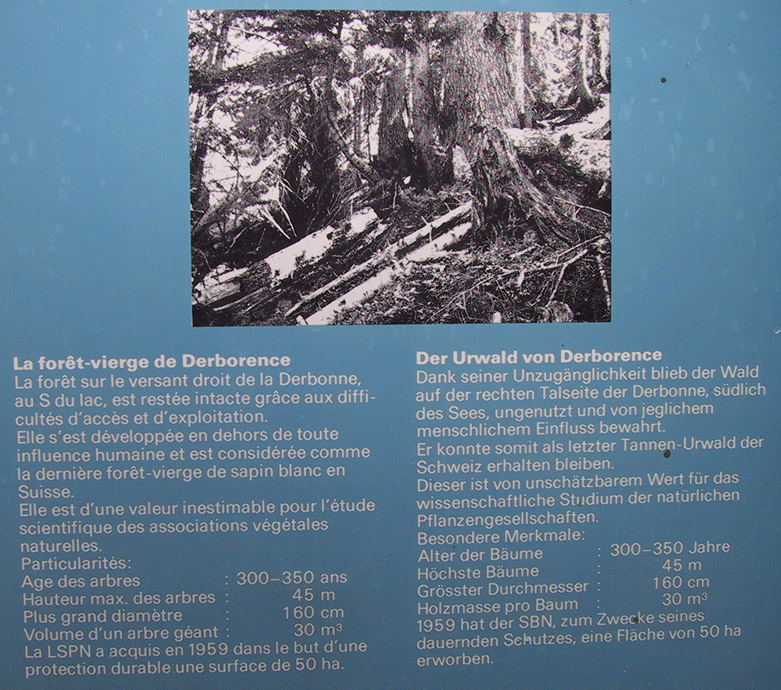 La forêt-vierge de Derborence
La forêt sur le versant droit de la Derbonne,
au S du lac, est restée intacte grâce aux diffi-
cultés d'accès et d'exploitation.
Elle s'est développée en dehors de toute
influence humaine et est considérée comme
la dernière forêt-vierge de sapin blanc en
Suisse.
Elle est d'une valeur inestimable pour l'étude
scientifique des associations végétales
naturelles.
Particularités:
Age des arbres : 300–350 ans
Hauteur max. des arbres : 45 m
Plus grand diamètre : 160 cm
Volume d'un arbre géant : 30 m³
La LSPN a acquis en 1959 dans le but d'une
protection durable une surface de 50 ha.
Der Urwald von Derborence
Dank seiner Unzugänglichkeit blieb der Wald
auf der rechten Talseite der Derbonne, südlich
des Sees, ungenutzt und von jeglichem
menschlichem Einfluss bewahrt.
Er konnte somit als letzter Tannen-Urwald der
Schweiz erhalten bleiben.
Dieser ist von unschätzbarem Wert für das
wissenschaftliche Studium der natürlichen
Pflanzengesellschaften.
Besondere Merkmale:
Alter der Bäume : 300–350 Jahre
Höchste Bäume : 45 m
Grösster Durchmesser : 160 cm
Holzmasse pro Baum : 30 m³
1959 hat der SBN, zum Zwecke seines
dauernden Schutzes, eine Fläche von 50 ha
erworben.